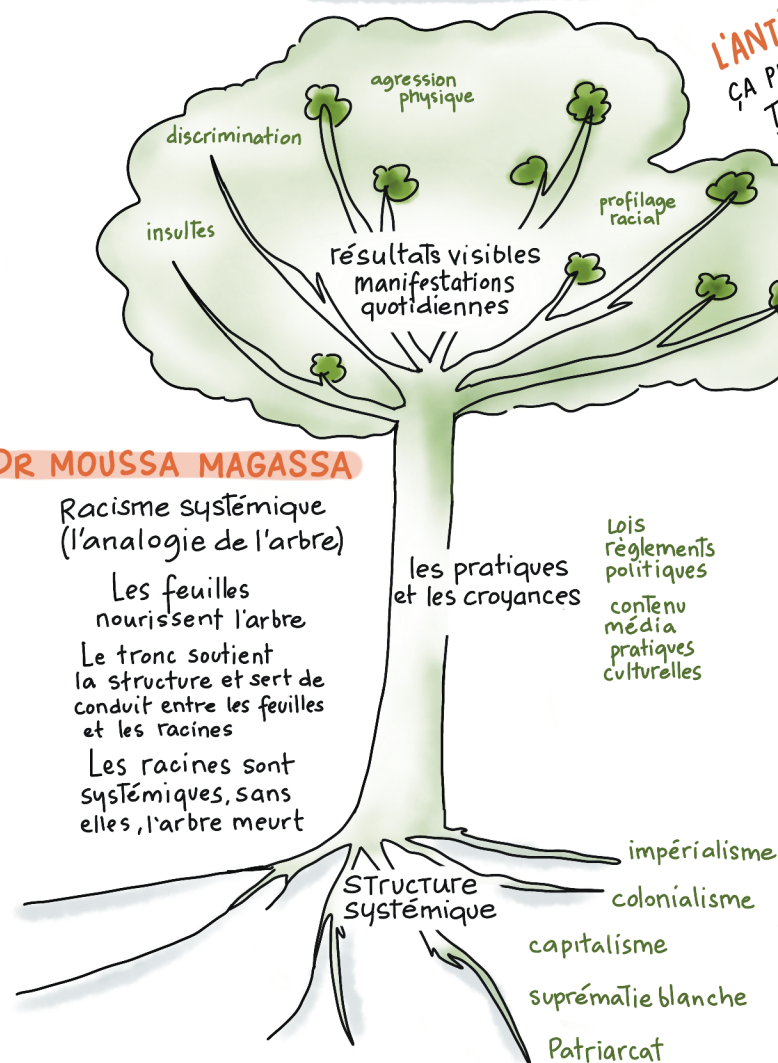 L'ANT
ÇA P
agression
physique
discrimination
insultes
profilage
racial
résultats visibles
manifestations
quotidiennes
DR MOUSSA MAGASSA
Racisme systémique
(l'analogie de l'arbre)
Les feuilles
nourissent l'arbre
Le tronc soutient
la structure et sert de
conduit entre les feuilles
et les racines
Les racines sont
systémiques, sans
elles, l'arbre meurt
les pratiques
et les croyances
Lois
règlements
politiques
contenu
média
pratiques
culturelles
STRUCTURE
systémique
impérialisme
colonialisme
capitalisme
suprématie blanche
Patriarcat